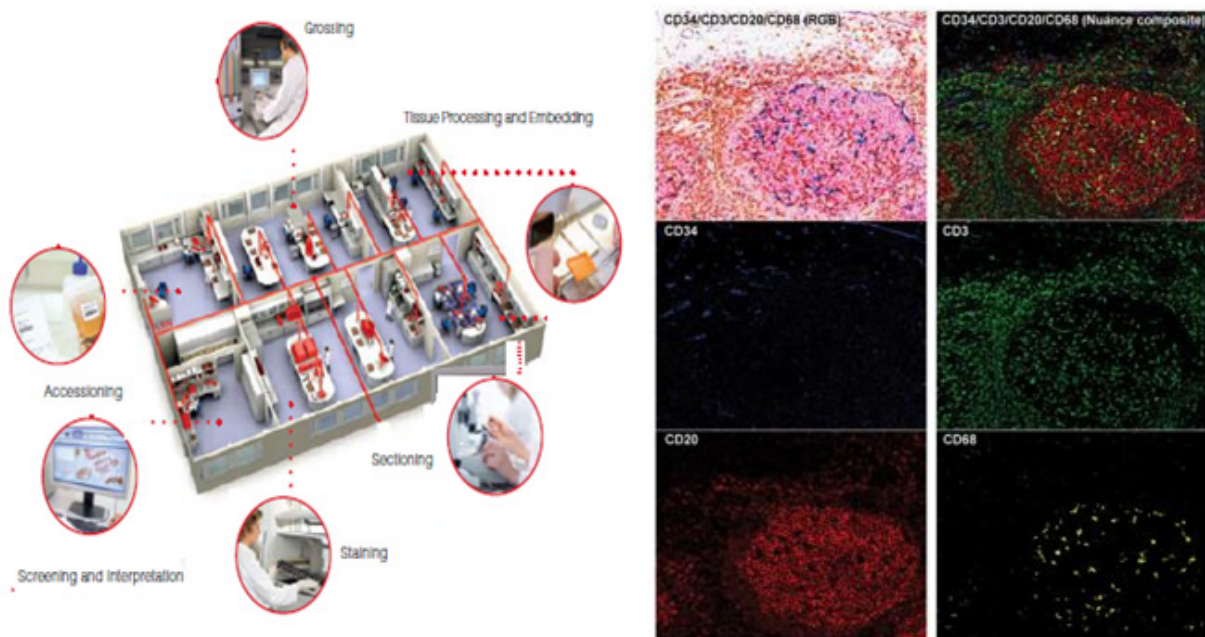 Grossing
Tissue Processing and Embedding
Accessioning
Sectioning
Staining
Screening and Interpretation
CD34/CD3/CD20/CD68 (RGB)
CD34/CD3/CD20/CD68 (Nuance composite)
CD34
CD3
CD20
CD68